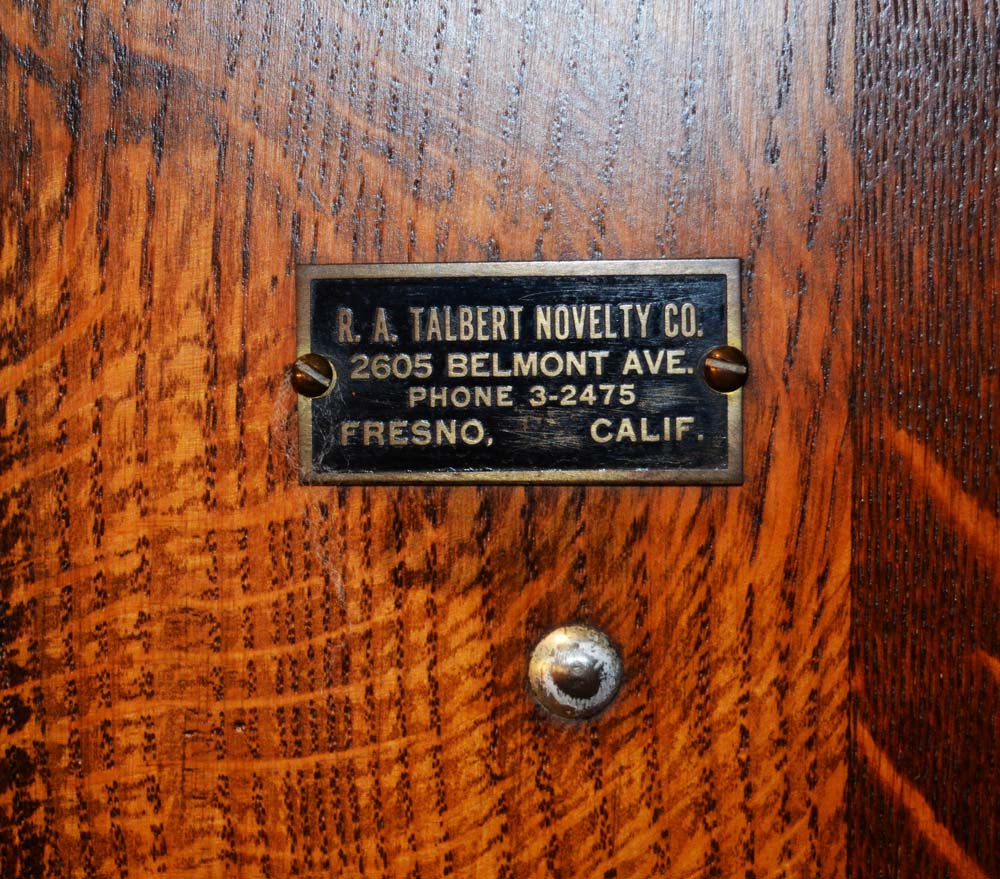 R. A. TALBERT NOVELTY CO.
2605 BELMONT AVE.
PHONE 3-2475
FRESNO, CALIF.